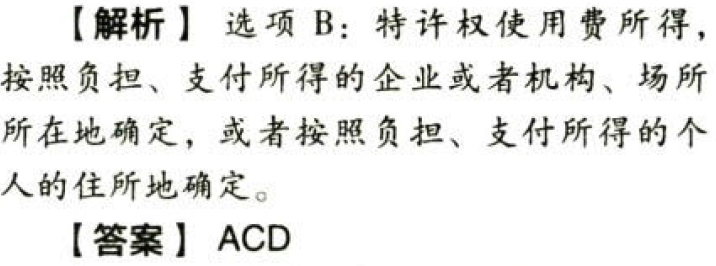 【解析】 选项 B：特许权使用费所得，
按照负担、支付所得的企业或者机构、场所
所在地确定，或者按照负担、支付所得的个
人的住所地确定。
【答案】 ACD